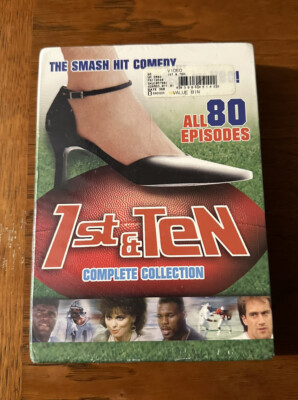 THE SMASH HIT COMEDY...
ALL 80
EPISODES
VALUE BIN
1st & TeN
COMPLETE COLLECTION